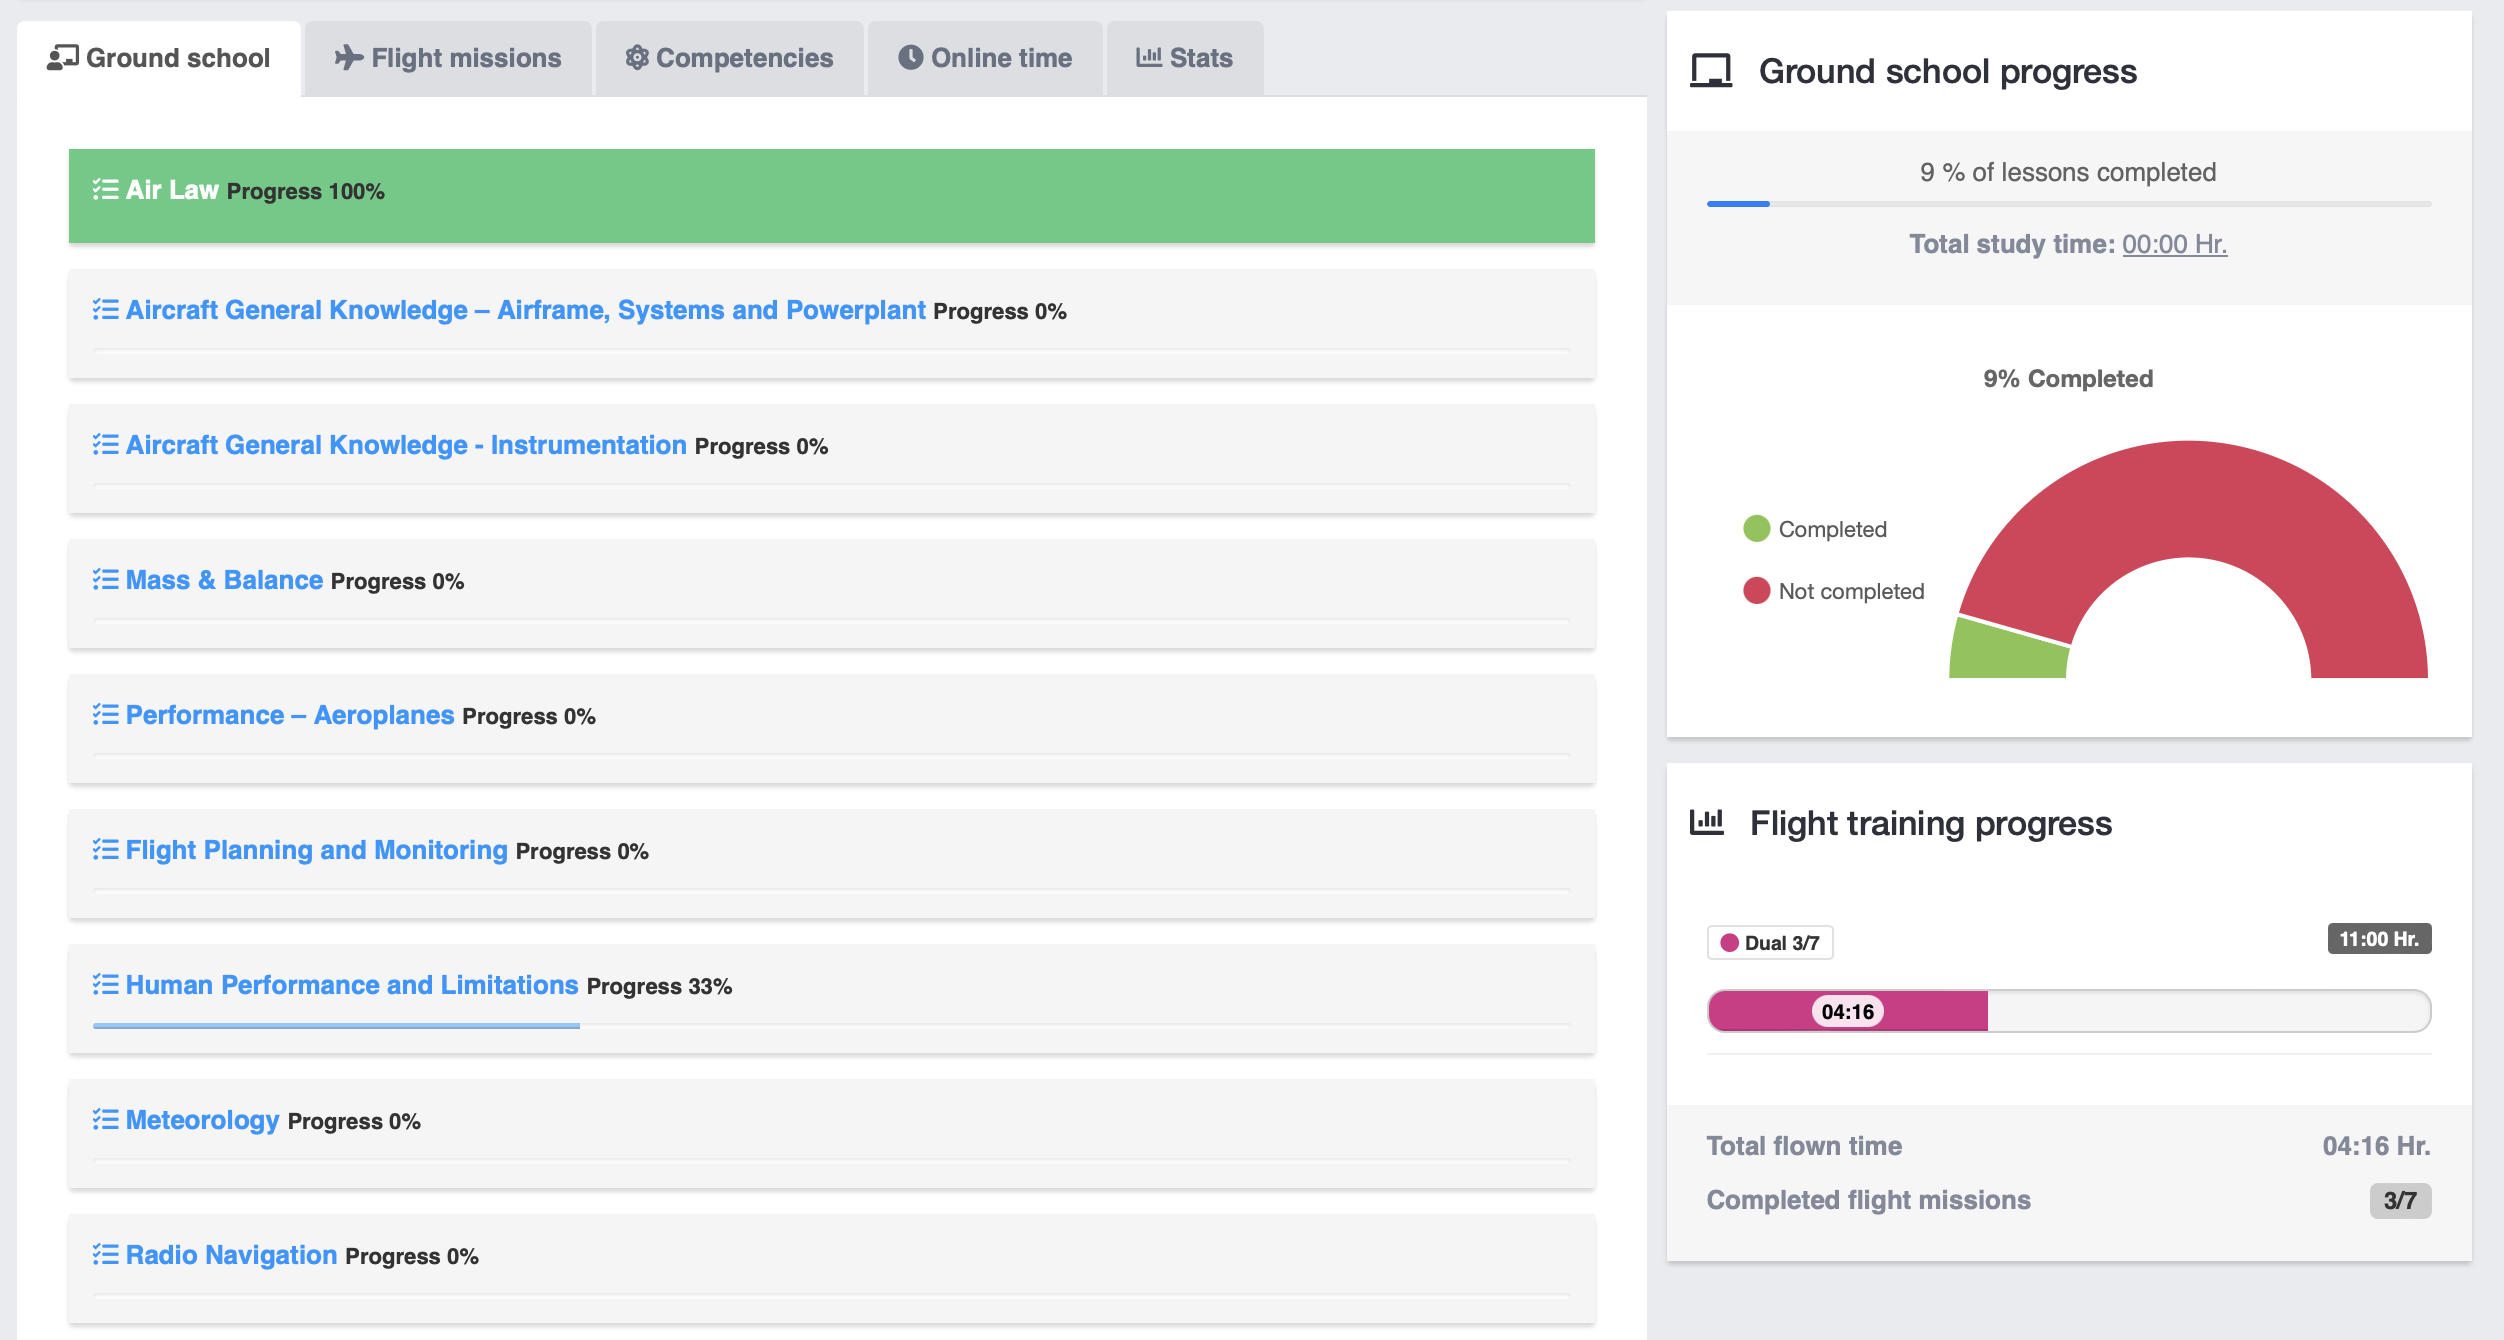 Ground school
Flight missions
Competencies
Online time
Stats
Air Law Progress 100%
Aircraft General Knowledge – Airframe, Systems and Powerplant Progress 0%
Aircraft General Knowledge - Instrumentation Progress 0%
Mass & Balance Progress 0%
Performance – Aeroplanes Progress 0%
Flight Planning and Monitoring Progress 0%
Human Performance and Limitations Progress 33%
Meteorology Progress 0%
Radio Navigation Progress 0%
Ground school progress
9 % of lessons completed
Total study time: 00:00 Hr.
9% Completed
Completed
Not completed
Flight training progress
Dual 3/7
11:00 Hr.
04:16
Total flown time 04:16 Hr.
Completed flight missions 3/7